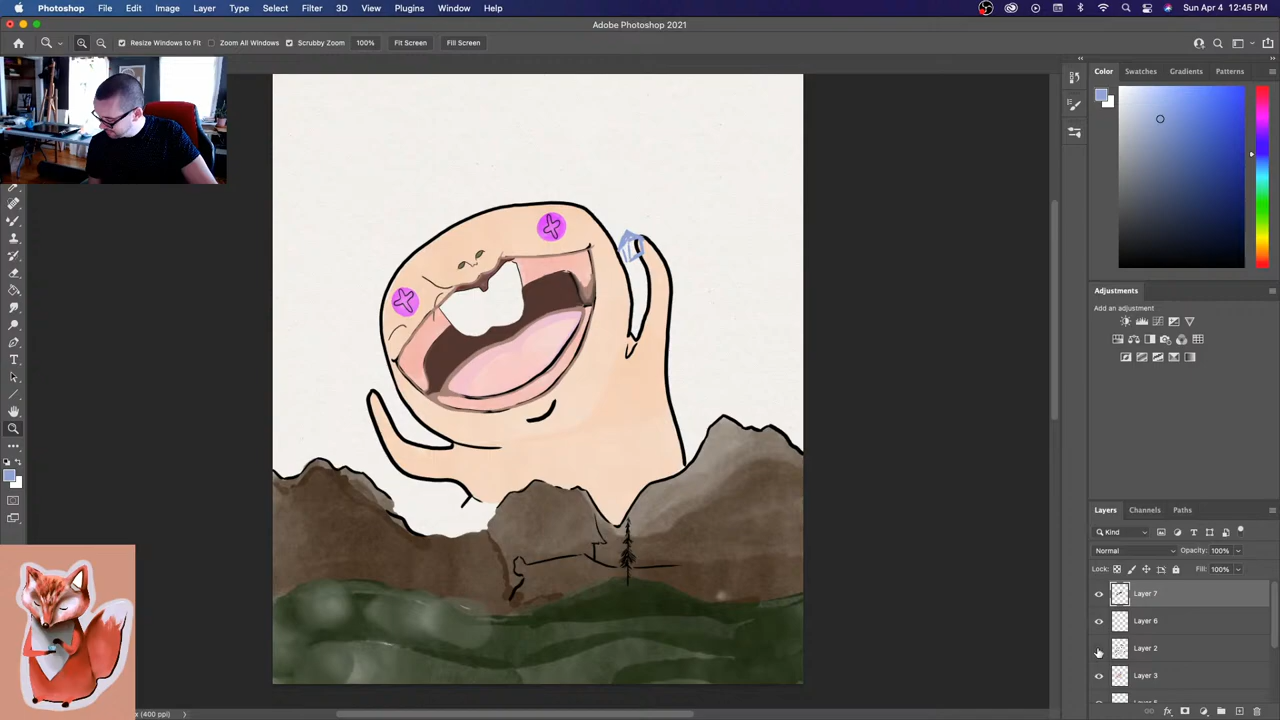 Photoshop File Edit Image Layer Type Select Filter 3D View Plugins Window Help Sun Apr 4 12:45 PM
Adobe Photoshop 2021
Resize Windows to Fit Zoom All Windows Scrubby Zoom 100% Fit Screen Fill Screen
Color Swatches Gradients Patterns
Adjustments
Add an adjustment
Layers Channels Paths
Kind
Normal Opacity: 100%
Lock: Fill: 100%
Layer 7
Layer 6
Layer 2
Layer 3
(400 ppi)